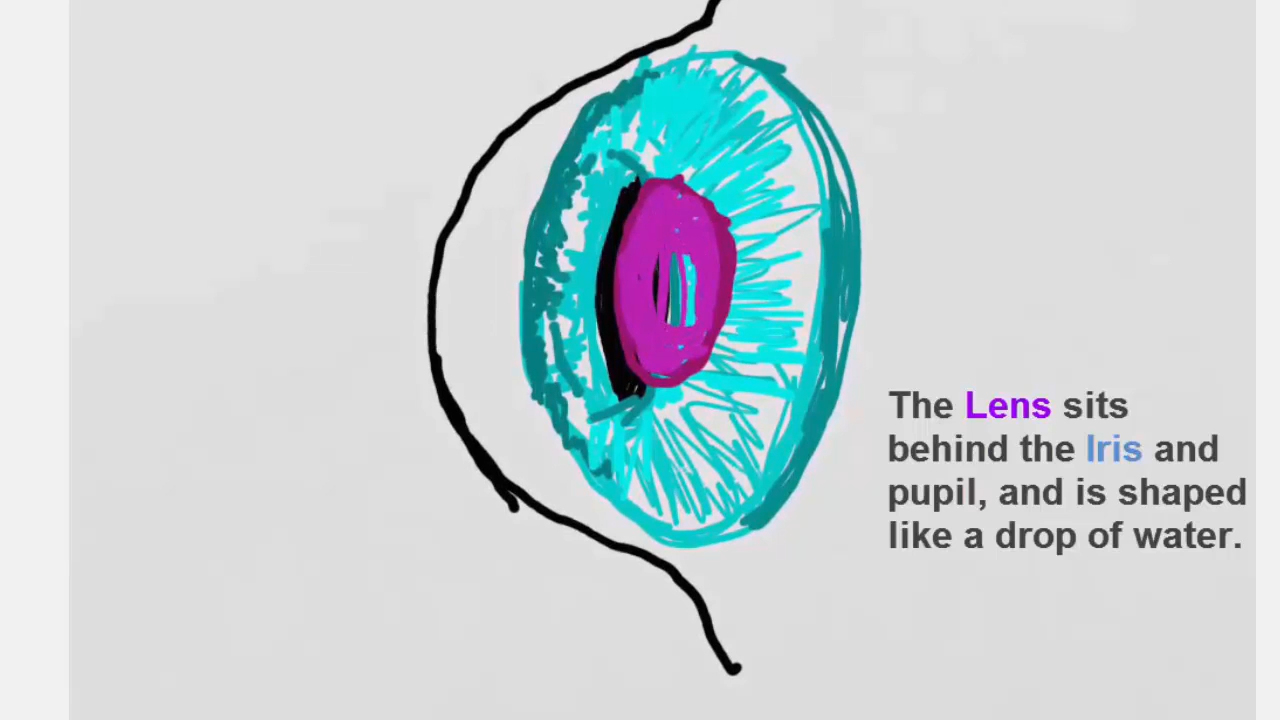 The Lens sits
behind the Iris and
pupil, and is shaped
like a drop of water.